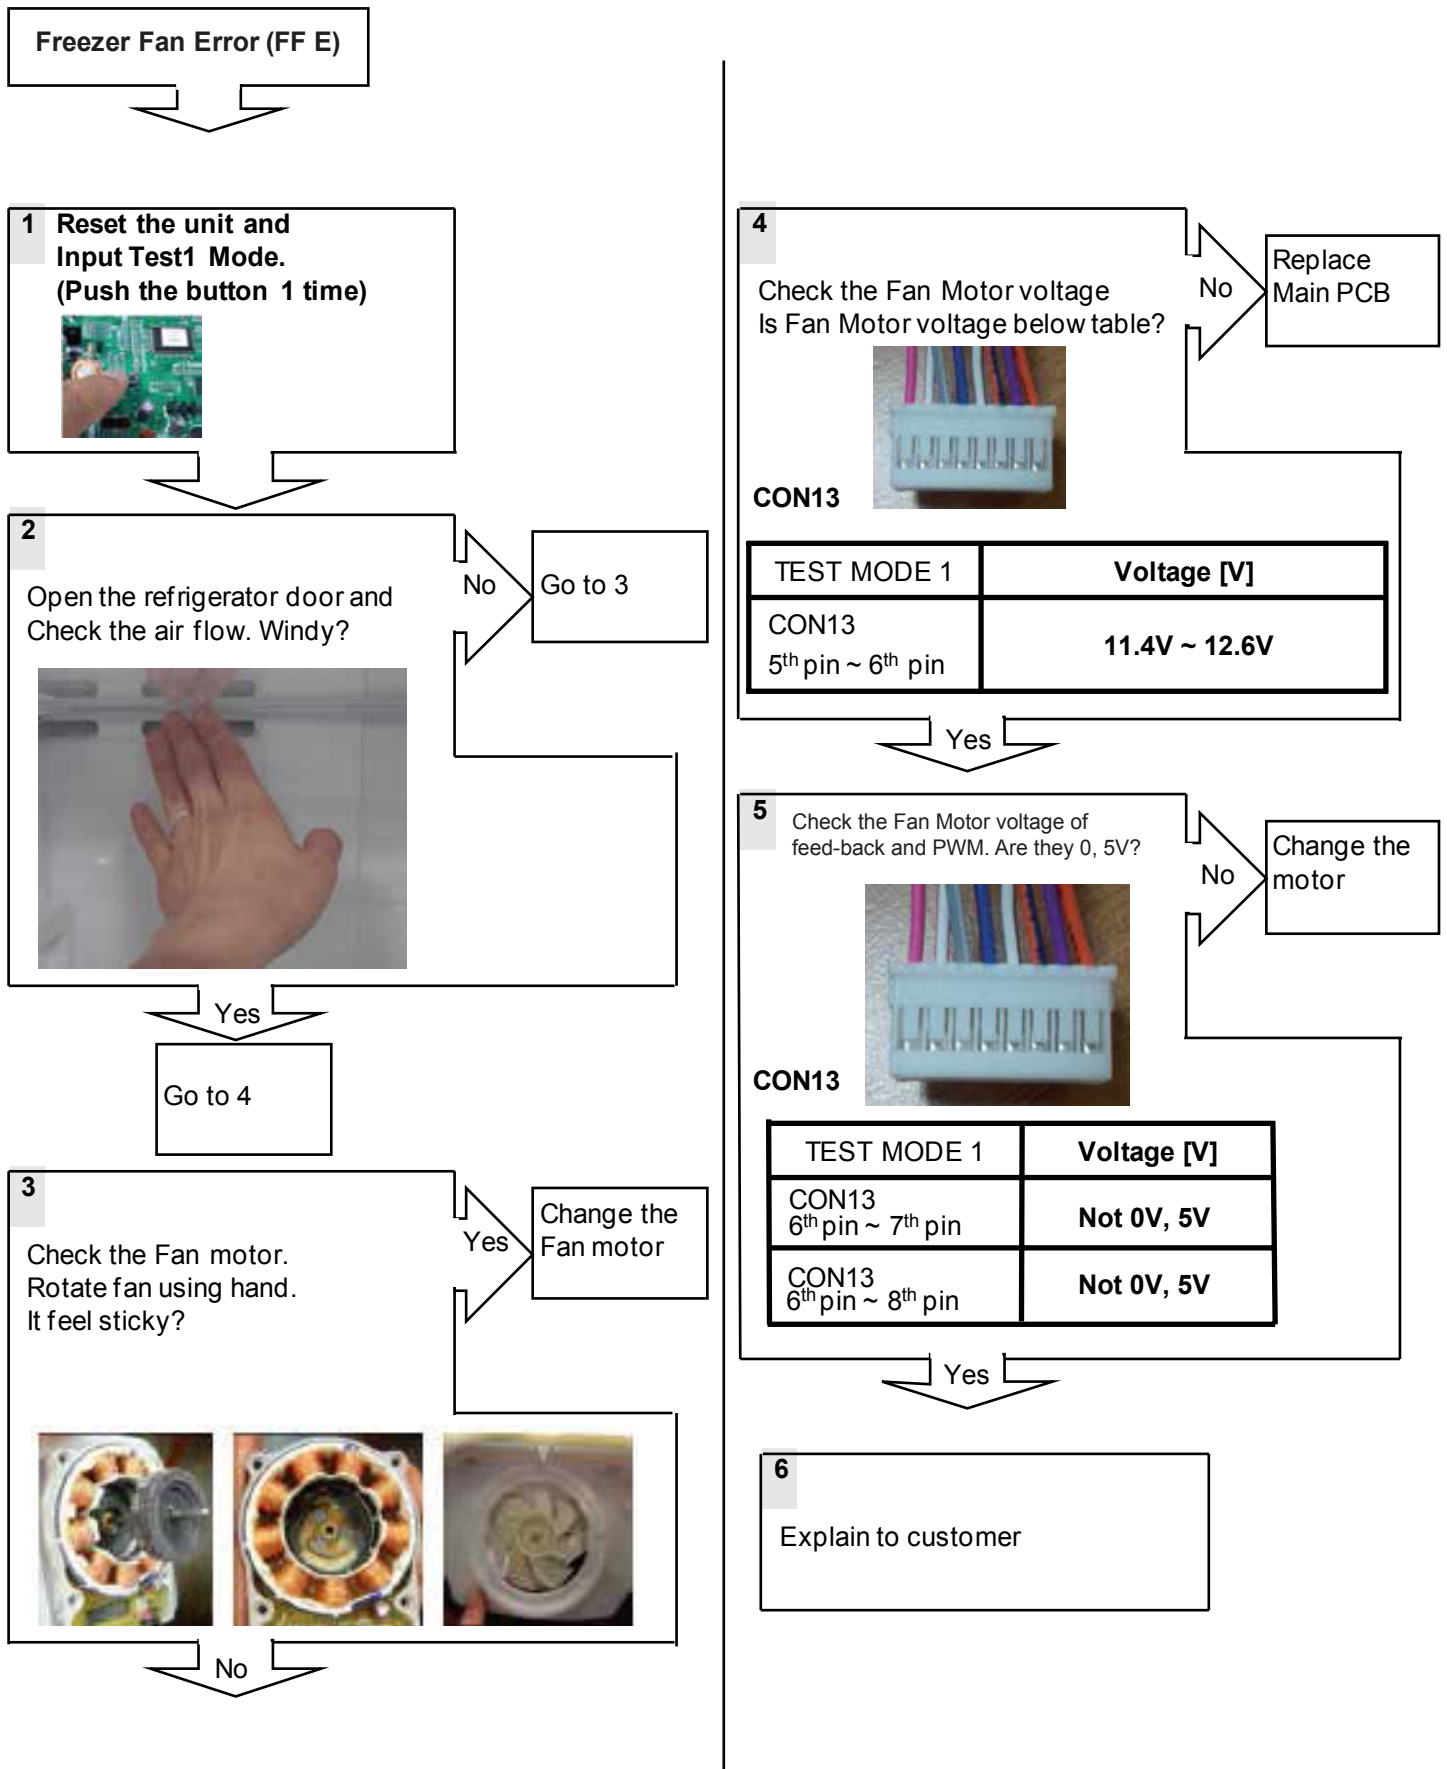 Freezer Fan Error (FF E)
1 Reset the unit and
Input Test1 Mode.
(Push the button 1 time)
2
Open the refrigerator door and
Check the air flow. Windy?
No
Go to 3
Yes
Go to 4
3
Check the Fan motor.
Rotate fan using hand.
It feel sticky?
Yes
Change the
Fan motor
No
4
Check the Fan Motor voltage
Is Fan Motor voltage below table?
No
Replace
Main PCB
CON13
TEST MODE 1 Voltage [V]
CON13
5th pin ~ 6th pin
11.4V ~ 12.6V
Yes
5
Check the Fan Motor voltage of
feed-back and PWM. Are they 0, 5V?
No
Change the
motor
CON13
TEST MODE 1 Voltage [V]
CON13
6th pin ~ 7th pin
Not 0V, 5V
CON13
6th pin ~ 8th pin
Not 0V, 5V
Yes
6
Explain to customer